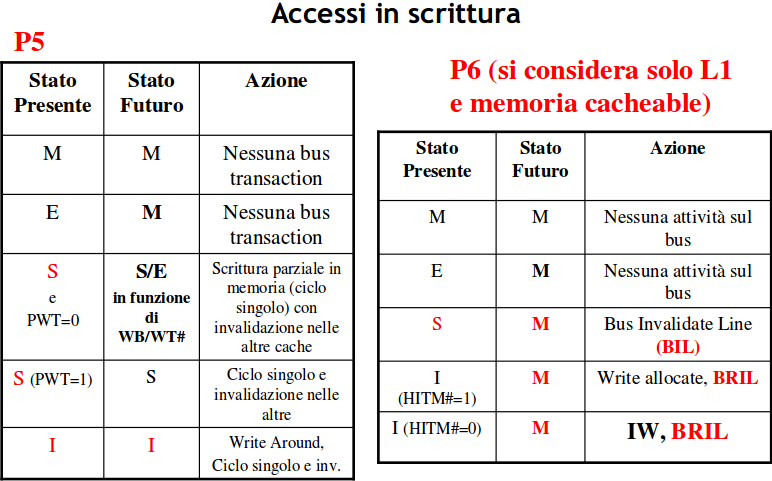 Accessi in scrittura
P5
Stato
Presente
Stato
Futuro
Azione
M
M
Nessuna bus
transaction
E
M
Nessuna bus
transaction
S
e
PWT=0
S/E
in funzione
di
WB/WT#
Scrittura parziale in
memoria (ciclo
singolo) con
invalidazione nelle
altre cache
S (PWT=1)
S
Ciclo singolo e
invalidazione nelle
altre
I
I
Write Around,
Ciclo singolo e inv.
P6 (si considera solo L1
e memoria cacheable)
Stato
Presente
Stato
Futuro
Azione
M
M
Nessuna attività sul
bus
E
M
Nessuna attività sul
bus
S
M
Bus Invalidate Line
(BIL)
I
(HITM#=1)
M
Write allocate, BRIL
I (HITM#=0)
M
IW, BRIL